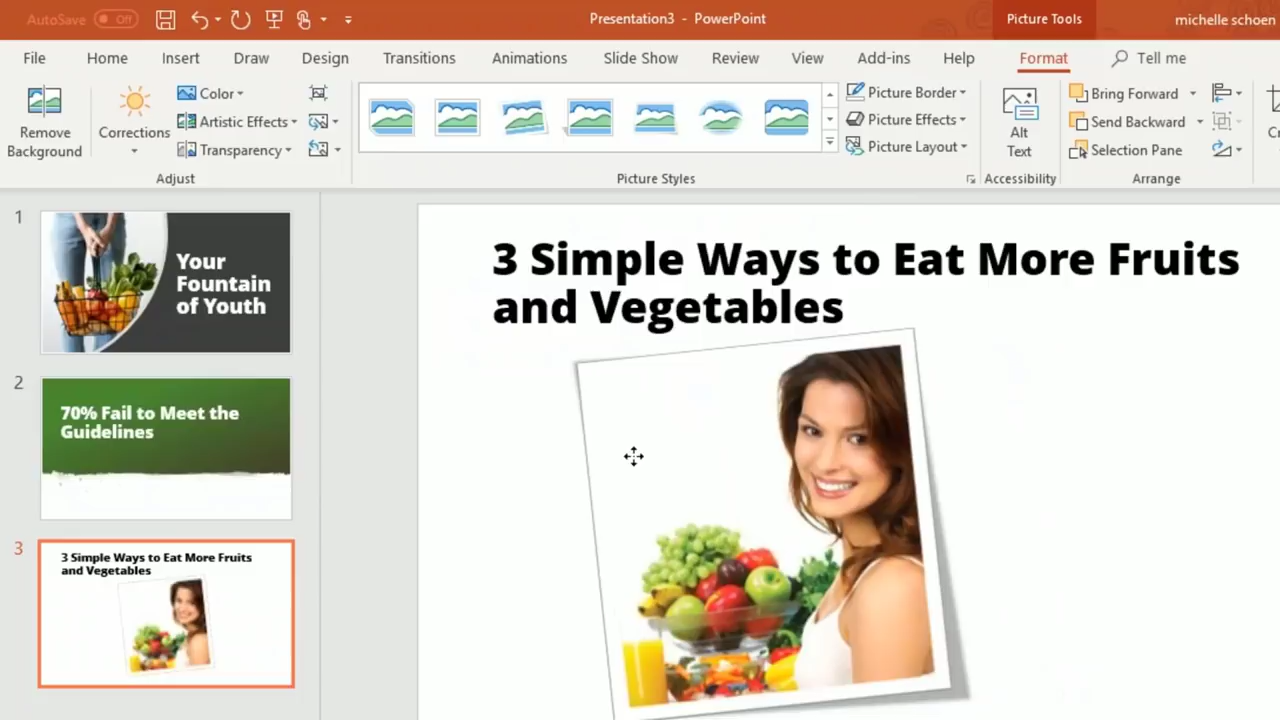 AutoSave Off
Presentation3 - PowerPoint
Picture Tools
michelle schoen
File Home Insert Draw Design Transitions Animations Slide Show Review View Add-ins Help Format Tell me
Remove Background
Corrections
Color
Artistic Effects
Transparency
Adjust
Picture Styles
Picture Border
Picture Effects
Picture Layout
Alt Text
Accessibility
Bring Forward
Send Backward
Selection Pane
Arrange
1
Your
Fountain
of Youth
2
70% Fail to Meet the
Guidelines
3
3 Simple Ways to Eat More Fruits
and Vegetables
3 Simple Ways to Eat More Fruits
and Vegetables